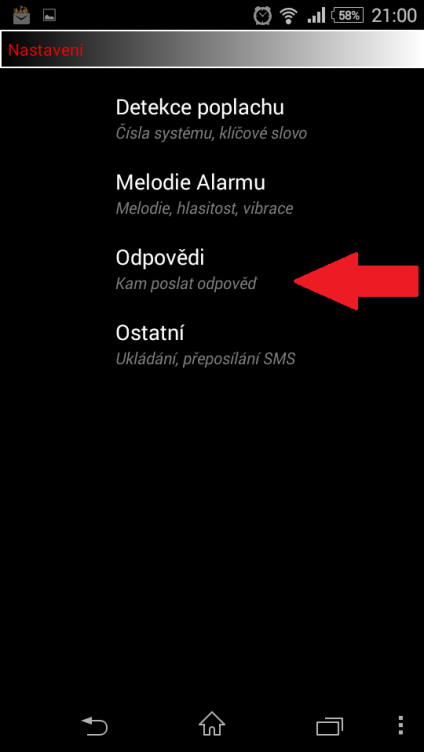 58% 21:00
Nastavení
Detekce poplachu
Čísla systému, klíčové slovo
Melodie Alarmu
Melodie, hlasitost, vibrace
Odpovědi
Kam poslat odpověď
Ostatní
Ukládání, přeposílání SMS